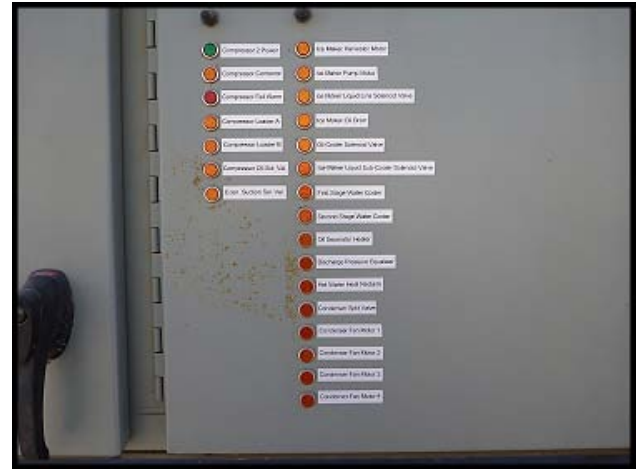 Compressor 2 Power
Compressor Contactor
Compressor Fail Alarm
Compressor Loader A
Compressor Loader B
Compressor Oil Sol. Val.
Econ. Suction Sol. Val.
Ice Maker Harvester Motor
Ice Maker Pump Motor
Ice Maker Liquid Line Solenoid Valve
Ice Maker Oil Drain
Oil Cooler Solenoid Valve
Ice-Maker Liquid Sub-Cooler Solenoid Valve
First Stage Water Cooler
Second Stage Water Cooler
Oil Separator Heater
Discharge Pressure Equalizer
Hot Water Heat Reclaim
Condenser Split Valve
Condenser Fan Motor 1
Condenser Fan Motor 2
Condenser Fan Motor 3
Condenser Fan Motor 4